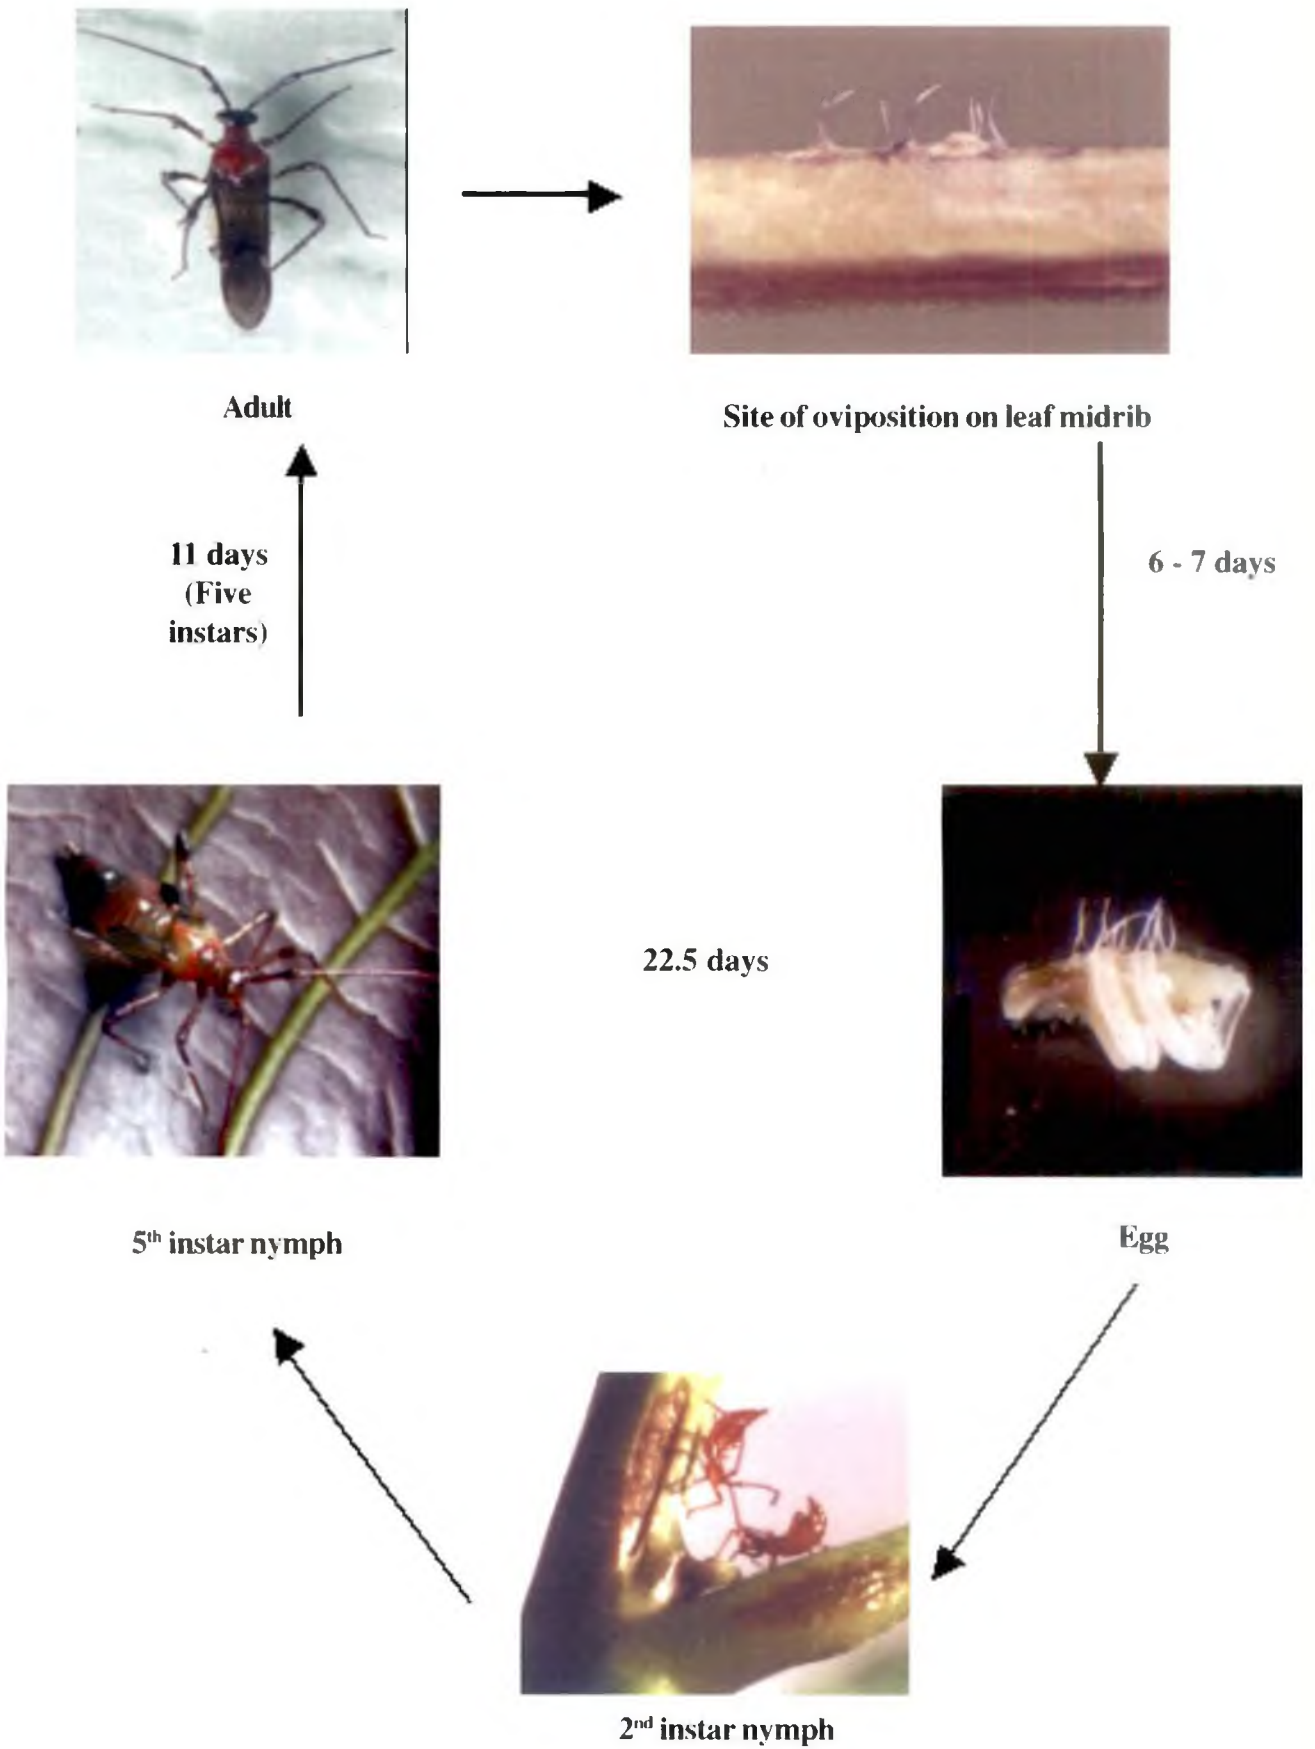 Adult
Site of oviposition on leaf midrib
11 days
(Five
instars)
6 - 7 days
22.5 days
5th instar nymph
Egg
2nd instar nymph